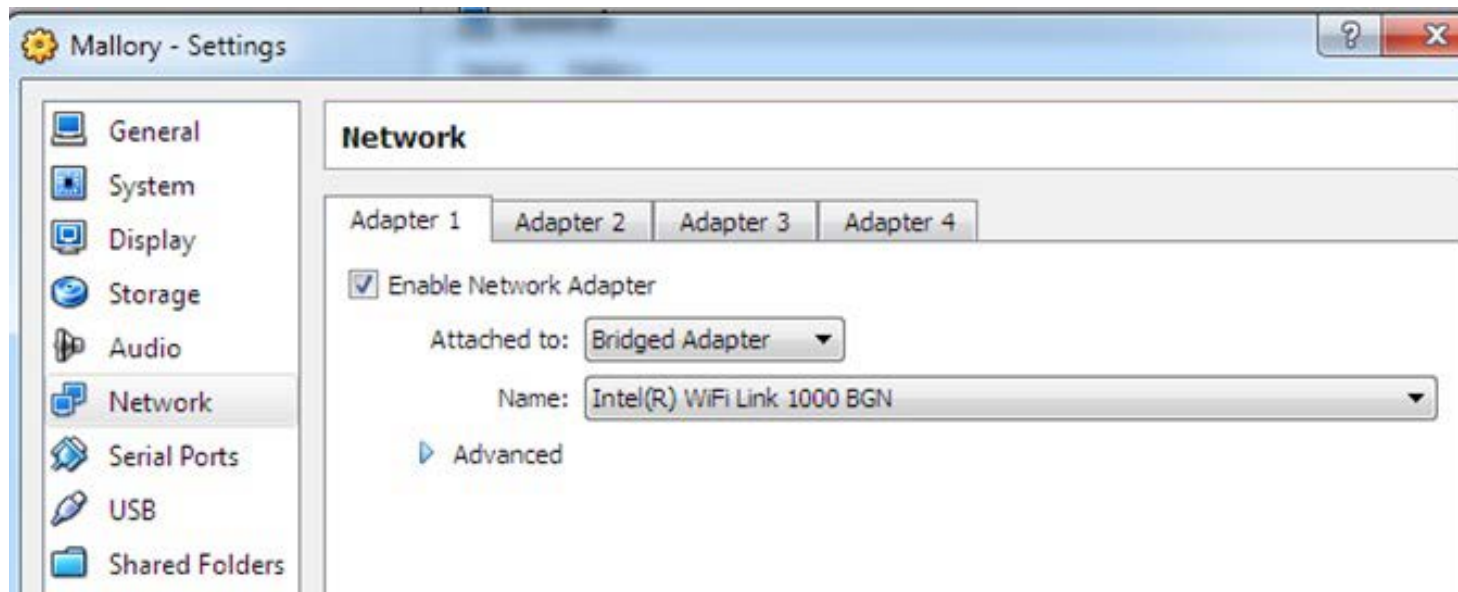 Mallory - Settings
General
System
Display
Storage
Audio
Network
Serial Ports
USB
Shared Folders
Network
Adapter 1 Adapter 2 Adapter 3 Adapter 4
Enable Network Adapter
Attached to: Bridged Adapter
Name: Intel(R) WiFi Link 1000 BGN
Advanced